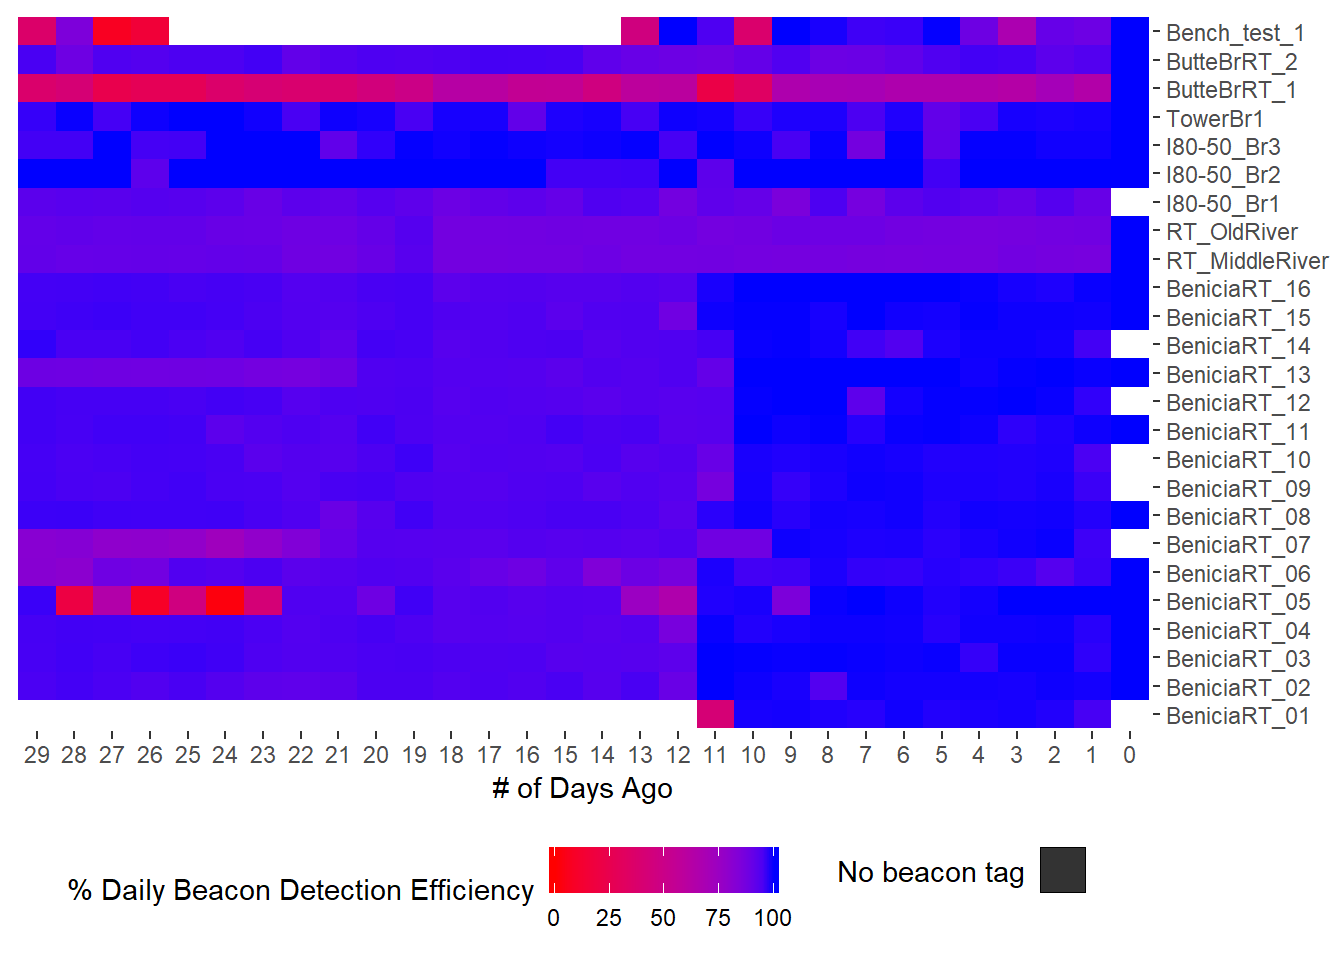 Bench_test_1
ButteBrRT_2
ButteBrRT_1
TowerBr1
I80-50_Br3
I80-50_Br2
I80-50_Br1
RT_OldRiver
RT_MiddleRiver
BeniciaRT_16
BeniciaRT_15
BeniciaRT_14
BeniciaRT_13
BeniciaRT_12
BeniciaRT_11
BeniciaRT_10
BeniciaRT_09
BeniciaRT_08
BeniciaRT_07
BeniciaRT_06
BeniciaRT_05
BeniciaRT_04
BeniciaRT_03
BeniciaRT_02
BeniciaRT_01
29 28 27 26 25 24 23 22 21 20 19 18 17 16 15 14 13 12 11 10 9 8 7 6 5 4 3 2 1 0
# of Days Ago
% Daily Beacon Detection Efficiency
0 25 50 75 100
No beacon tag